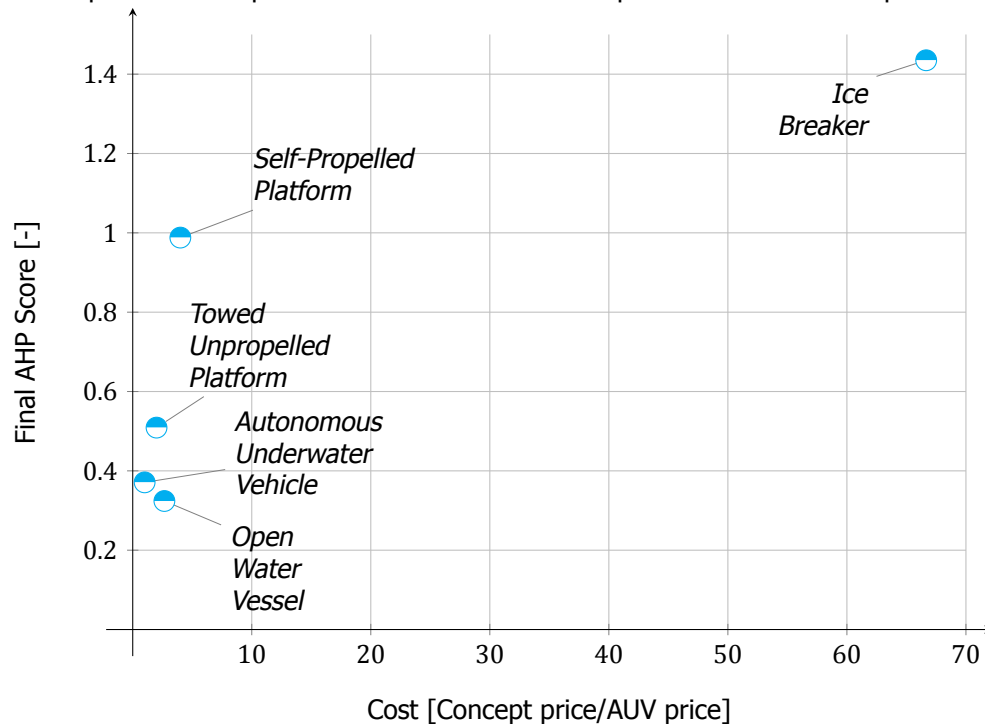 1.4
1.2
1
0.8
0.6
0.4
0.2
Final AHP Score [-]
Ice
Breaker
Self-Propelled
Platform
Towed
Unpropelled
Platform
Autonomous
Underwater
Vehicle
Open
Water
Vessel
10 20 30 40 50 60 70
Cost [Concept price/AUV price]